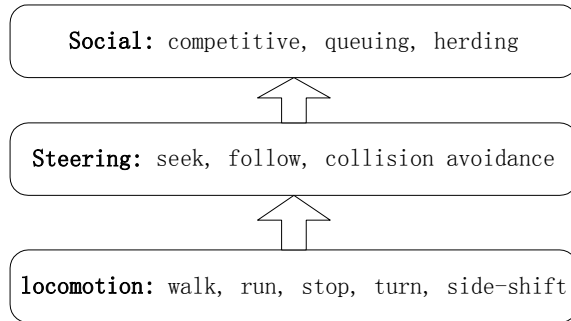 Social: competitive, queuing, herding
Steering: seek, follow, collision avoidance
locomotion: walk, run, stop, turn, side-shift